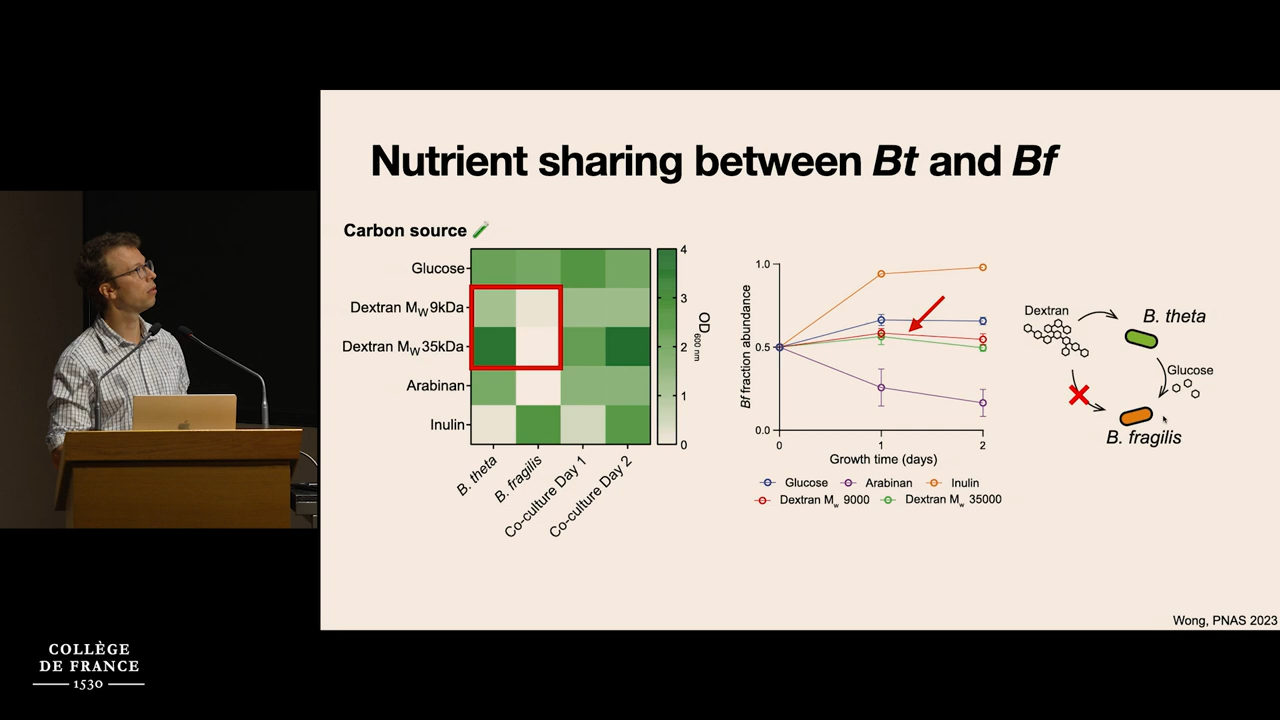 Nutrient sharing between Bt and Bf
Carbon source
Glucose
Dextran Mw9kDa
Dextran Mw35kDa
Arabinan
Inulin
B. theta
B. fragilis
Co-culture Day 1
Co-culture Day 2
4
3
2
1
0
OD600 nm
Bf fraction abundance
1.0
0.5
0.0
0
1
2
Growth time (days)
Glucose
Arabinan
Inulin
Dextran Mw 9000
Dextran Mw 35000
Dextran
B. theta
Glucose
B. fragilis
Wong, PNAS 2023
COLLÈGE
DE FRANCE
1530